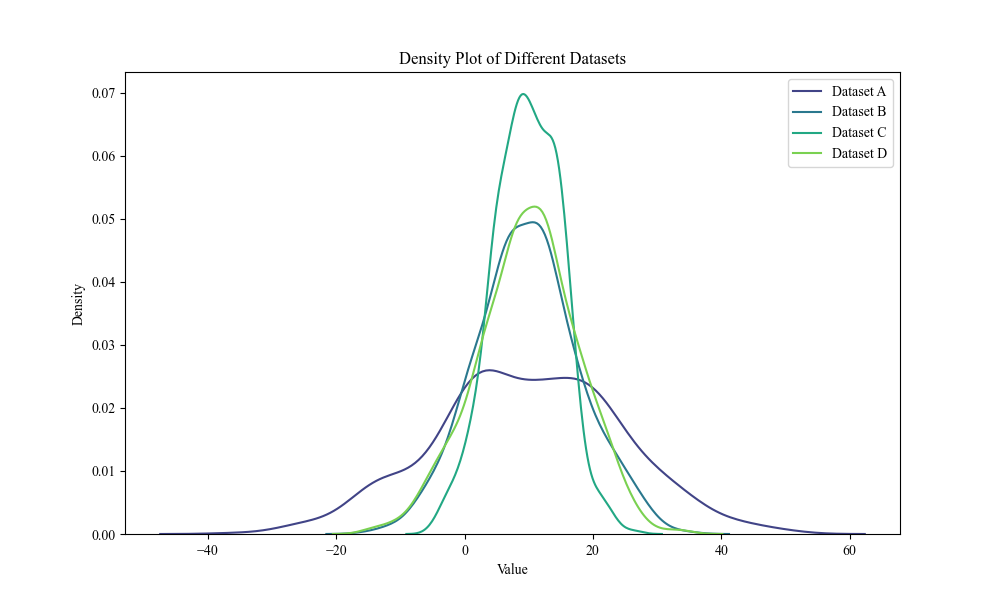 Density Plot of Different Datasets
Dataset A
Dataset B
Dataset C
Dataset D
Density
0.07
0.06
0.05
0.04
0.03
0.02
0.01
0.00
−40
−20
0
20
40
60
Value